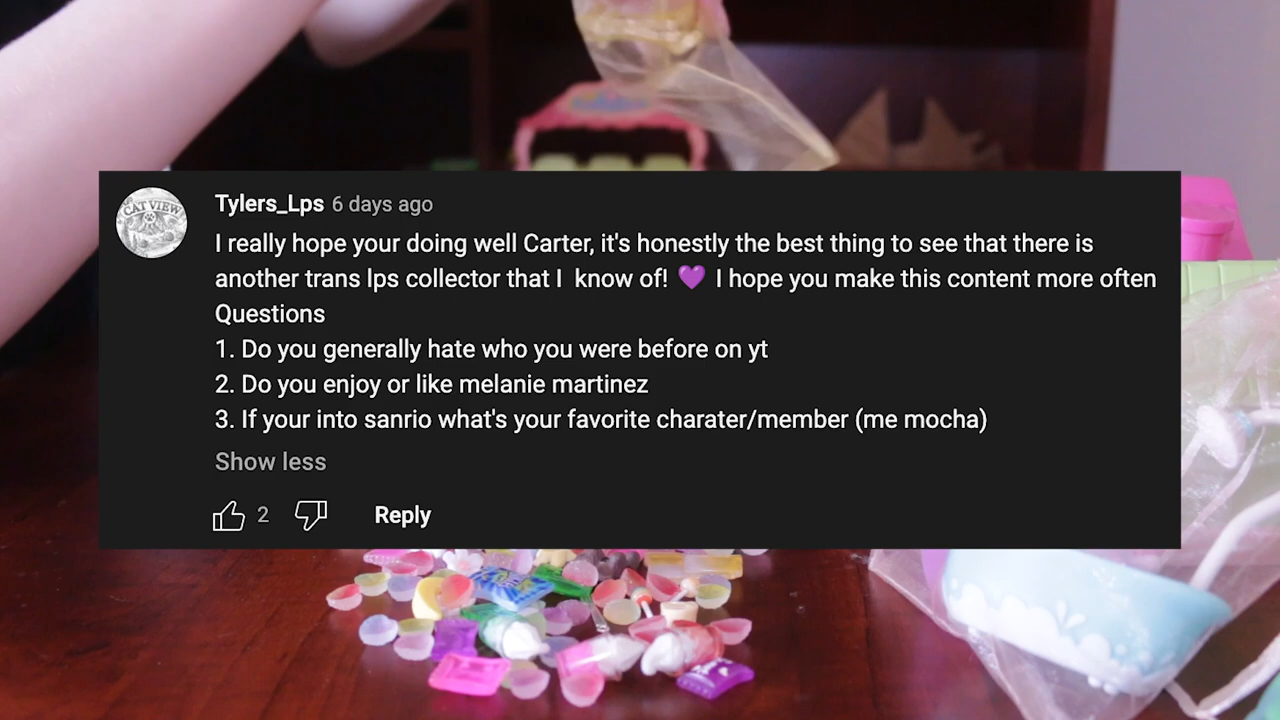 CAT VIEW
Tylers_Lps 6 days ago
I really hope your doing well Carter, it's honestly the best thing to see that there is
another trans lps collector that I know of! 💜 I hope you make this content more often
Questions
1. Do you generally hate who you were before on yt
2. Do you enjoy or like melanie martinez
3. If your into sanrio what's your favorite charater/member (me mocha)
Show less
2 Reply